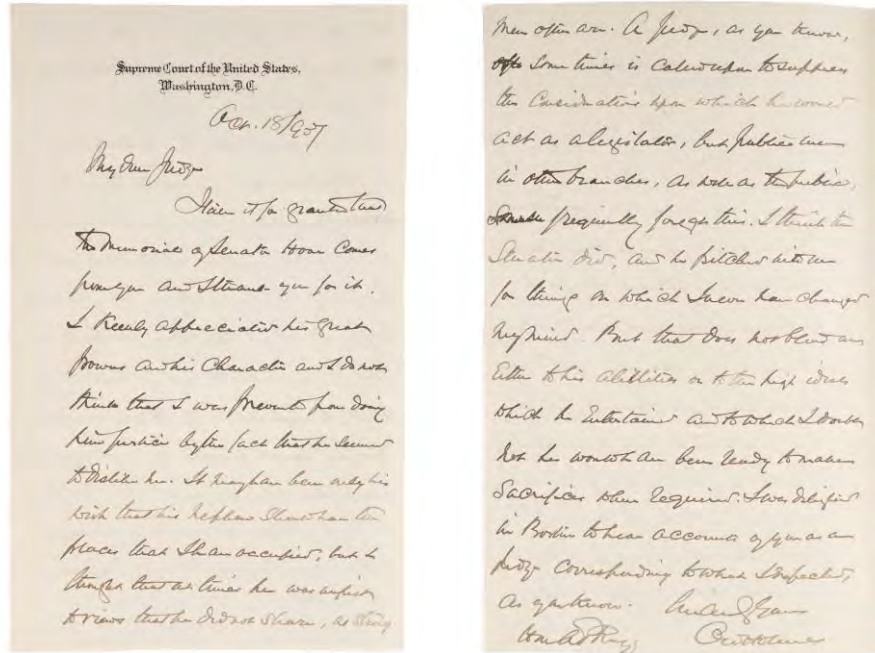 Supreme Court of the United States,
Washington, D.C.
Oct. 18/907
My dear Judge
I take it for granted that
the Memorial of Senator Hoar comes
from you and I thank you for it.
I keenly appreciated his great
powers and his character and I do not
think that I was prevented from doing
him justice by the fact that he seemed
to dislike me. It may have been only his
wish that his nephew should have the
places that I have occupied, but I
thought that at times he was unjust
to views that he did not share, as strong
men often are. A judge, as you know,
sometimes is called upon to suppress
the considerations upon which he would
act as a legislator, but public men
in other branches, as well as the public,
frequently forget this. I think the
Senator did, and he pitched into me
for things on which I never have changed
my mind. But that does not blind me
either to his abilities or to the high ideals
which he entertained and to which I doubt
not he would have been ready to make
sacrifices when required. I was delighted
in Boston to hear accounts of you as a
judge corresponding to what I expected,
as you know. Yours
Hon. A P Rugg O W Holmes